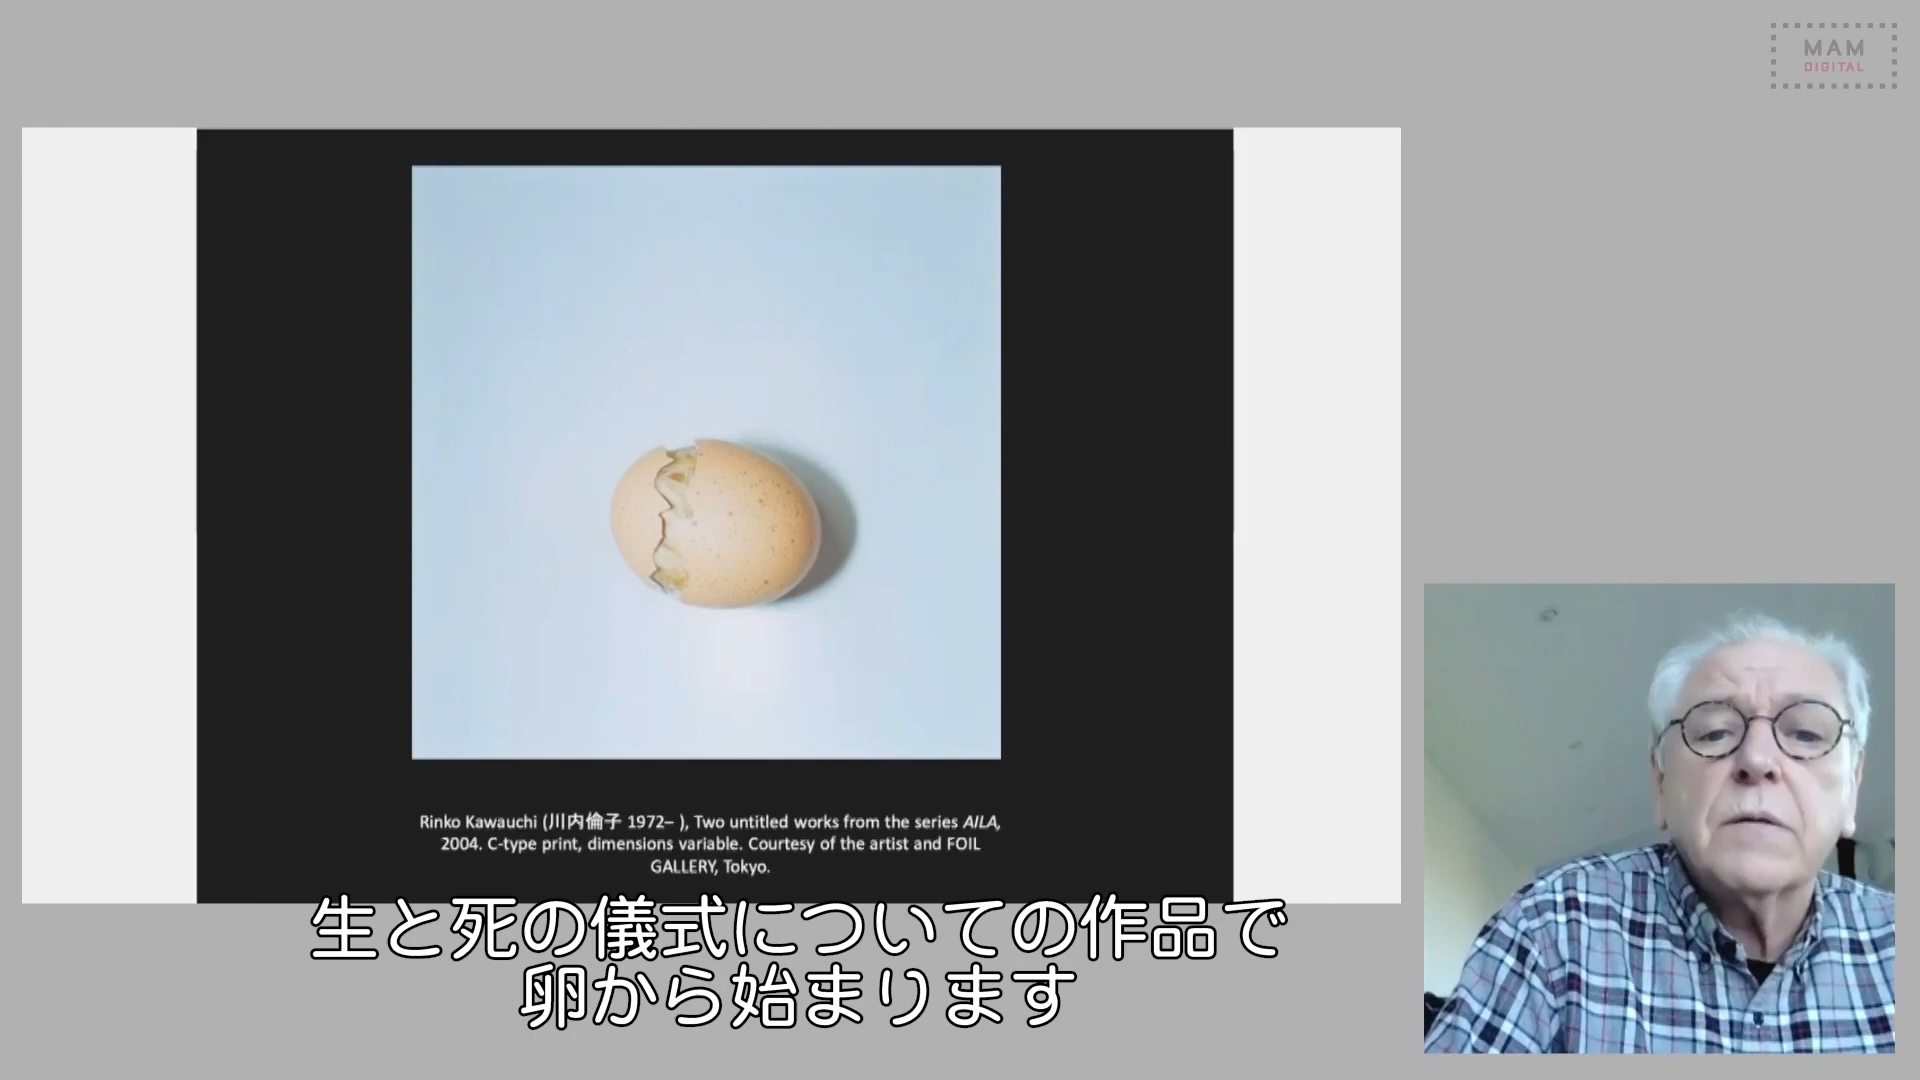 MAM
DIGITAL
Rinko Kawauchi (川内倫子 1972– ), Two untitled works from the series AILA,
2004. C-type print, dimensions variable. Courtesy of the artist and FOIL
GALLERY, Tokyo.
生と死の儀式についての作品で
卵から始まります